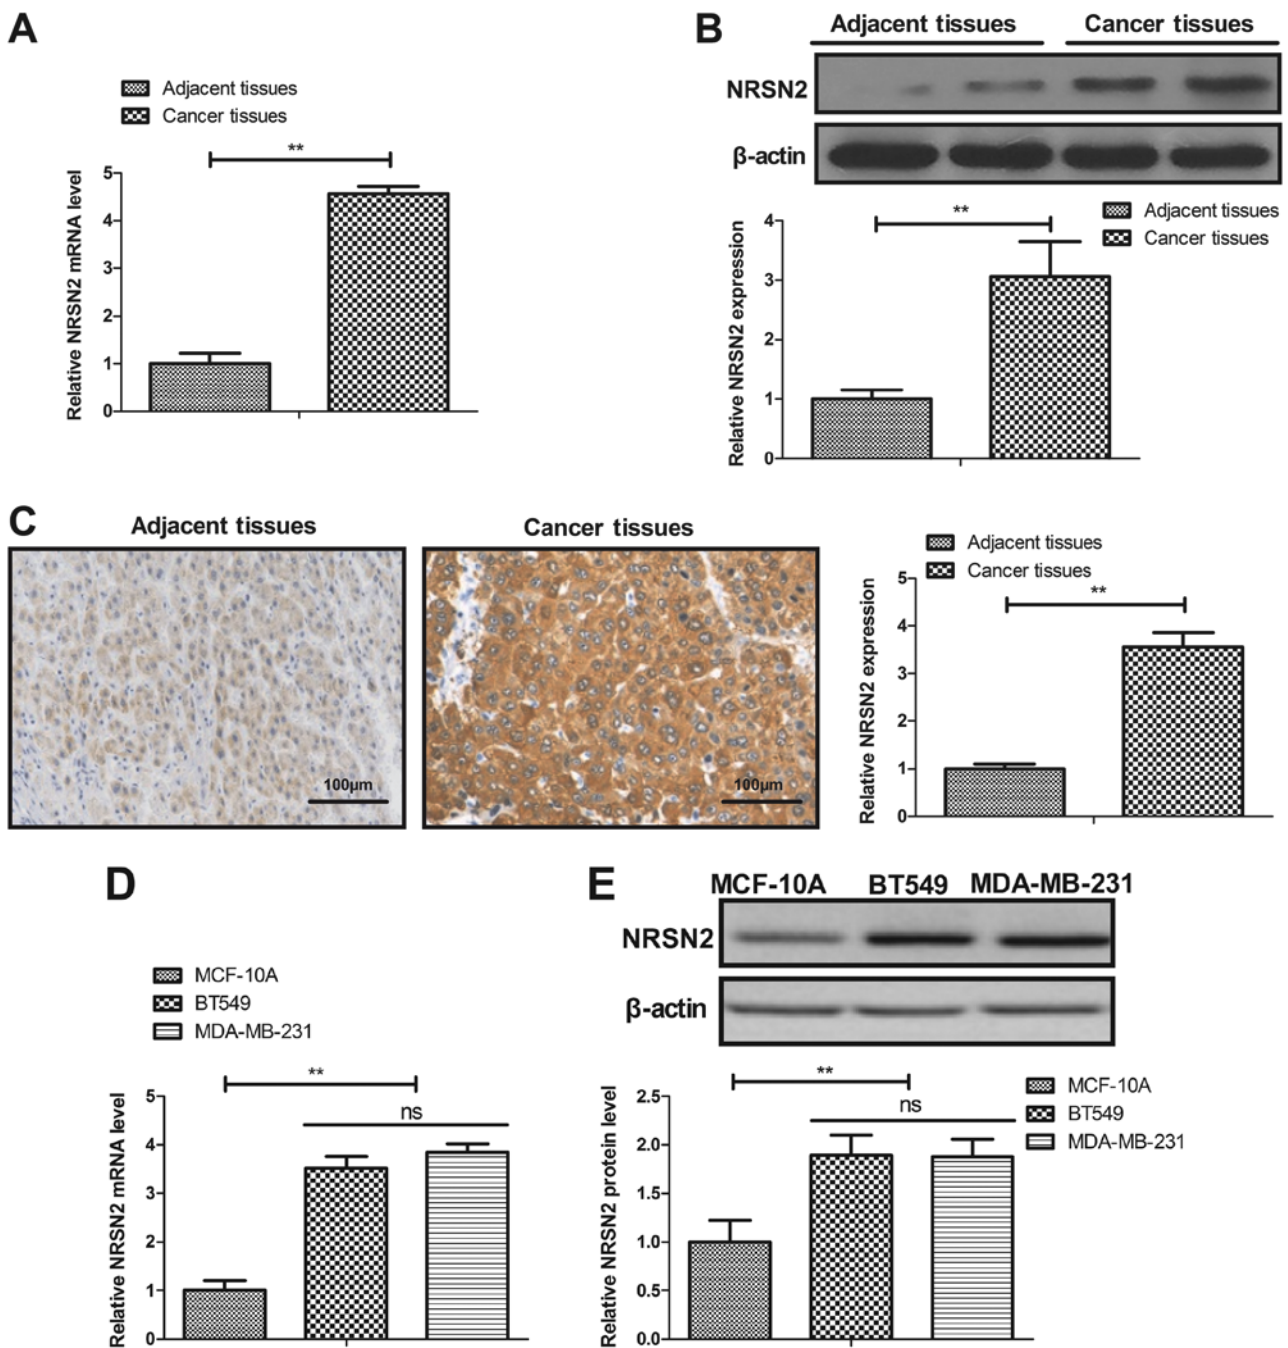 A
Adjacent tissues
Cancer tissues
**
Relative NRSN2 mRNA level
5
4
3
2
1
0
B
Adjacent tissues
Cancer tissues
NRSN2
β-actin
Adjacent tissues
Cancer tissues
**
Relative NRSN2 expression
4
3
2
1
0
C
Adjacent tissues
Cancer tissues
100μm
100μm
Adjacent tissues
Cancer tissues
**
Relative NRSN2 expression
5
4
3
2
1
0
D
MCF-10A
BT549
MDA-MB-231
**
ns
Relative NRSN2 mRNA level
5
4
3
2
1
0
E
MCF-10A BT549 MDA-MB-231
NRSN2
β-actin
**
ns
MCF-10A
BT549
MDA-MB-231
Relative NRSN2 protein level
2.5
2.0
1.5
1.0
0.5
0.0